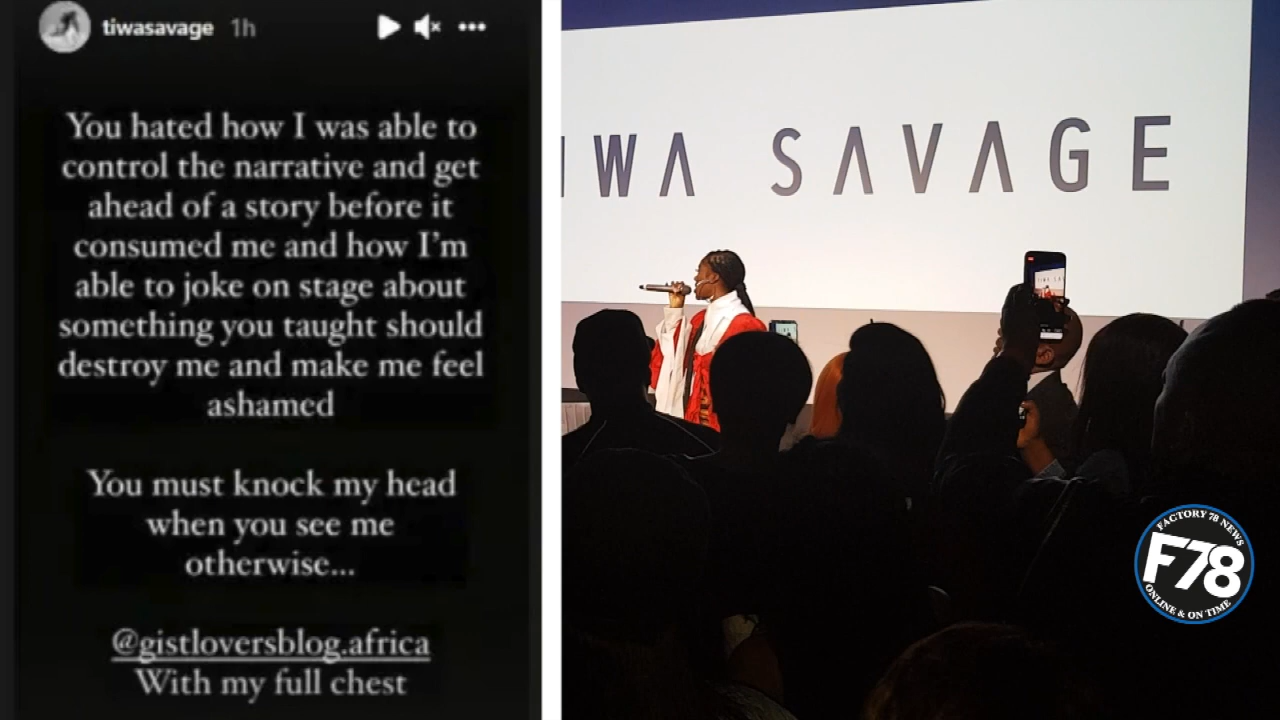 tiwasavage 1h
You hated how I was able to
control the narrative and get
ahead of a story before it
consumed me and how I'm
able to joke on stage about
something you taught should
destroy me and make me feel
ashamed
You must knock my head
when you see me
otherwise...
@gistloversblog.africa
With my full chest
IWA SAVAGE
FACTORY 78 NEWS
F78
ONLINE & ON TIME